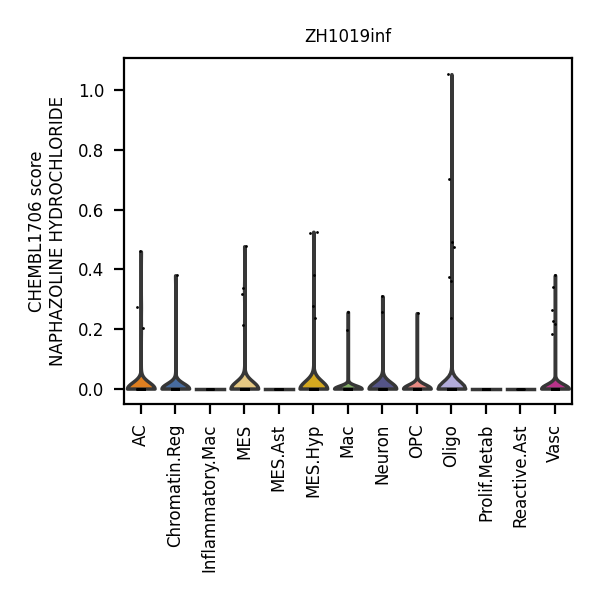 ZH1019inf
CHEMBL1706 score
NAPHAZOLINE HYDROCHLORIDE
1.0
0.8
0.6
0.4
0.2
0.0
AC
Chromatin.Reg
Inflammatory.Mac
MES
MES.Ast
MES.Hyp
Mac
Neuron
OPC
Oligo
Prolif.Metab
Reactive.Ast
Vasc